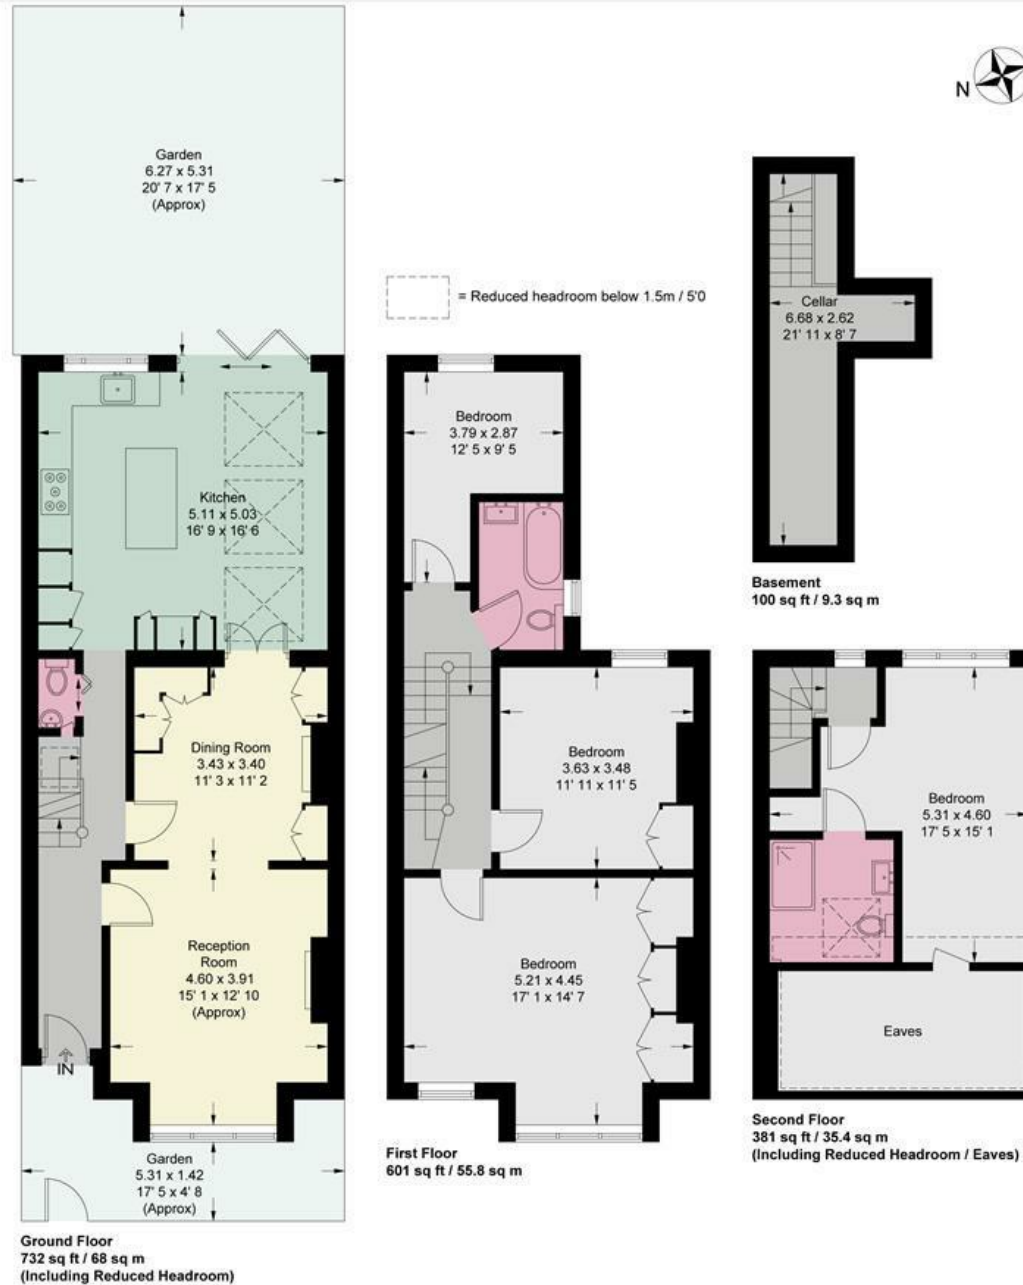 Garden
6.27 x 5.31
20' 7 x 17' 5
(Approx)
N
= Reduced headroom below 1.5m / 5'0
Cellar
6.68 x 2.62
21' 11 x 8' 7
Basement
100 sq ft / 9.3 sq m
Kitchen
5.11 x 5.03
16' 9 x 16' 6
Dining Room
3.43 x 3.40
11' 3 x 11' 2
Reception
Room
4.60 x 3.91
15' 1 x 12' 10
(Approx)
IN
Garden
5.31 x 1.42
17' 5 x 4' 8
(Approx)
Ground Floor
732 sq ft / 68 sq m
(Including Reduced Headroom)
Bedroom
3.79 x 2.87
12' 5 x 9' 5
Bedroom
3.63 x 3.48
11' 11 x 11' 5
Bedroom
5.21 x 4.45
17' 1 x 14' 7
First Floor
601 sq ft / 55.8 sq m
Bedroom
5.31 x 4.60
17' 5 x 15' 1
Eaves
Second Floor
381 sq ft / 35.4 sq m
(Including Reduced Headroom / Eaves)